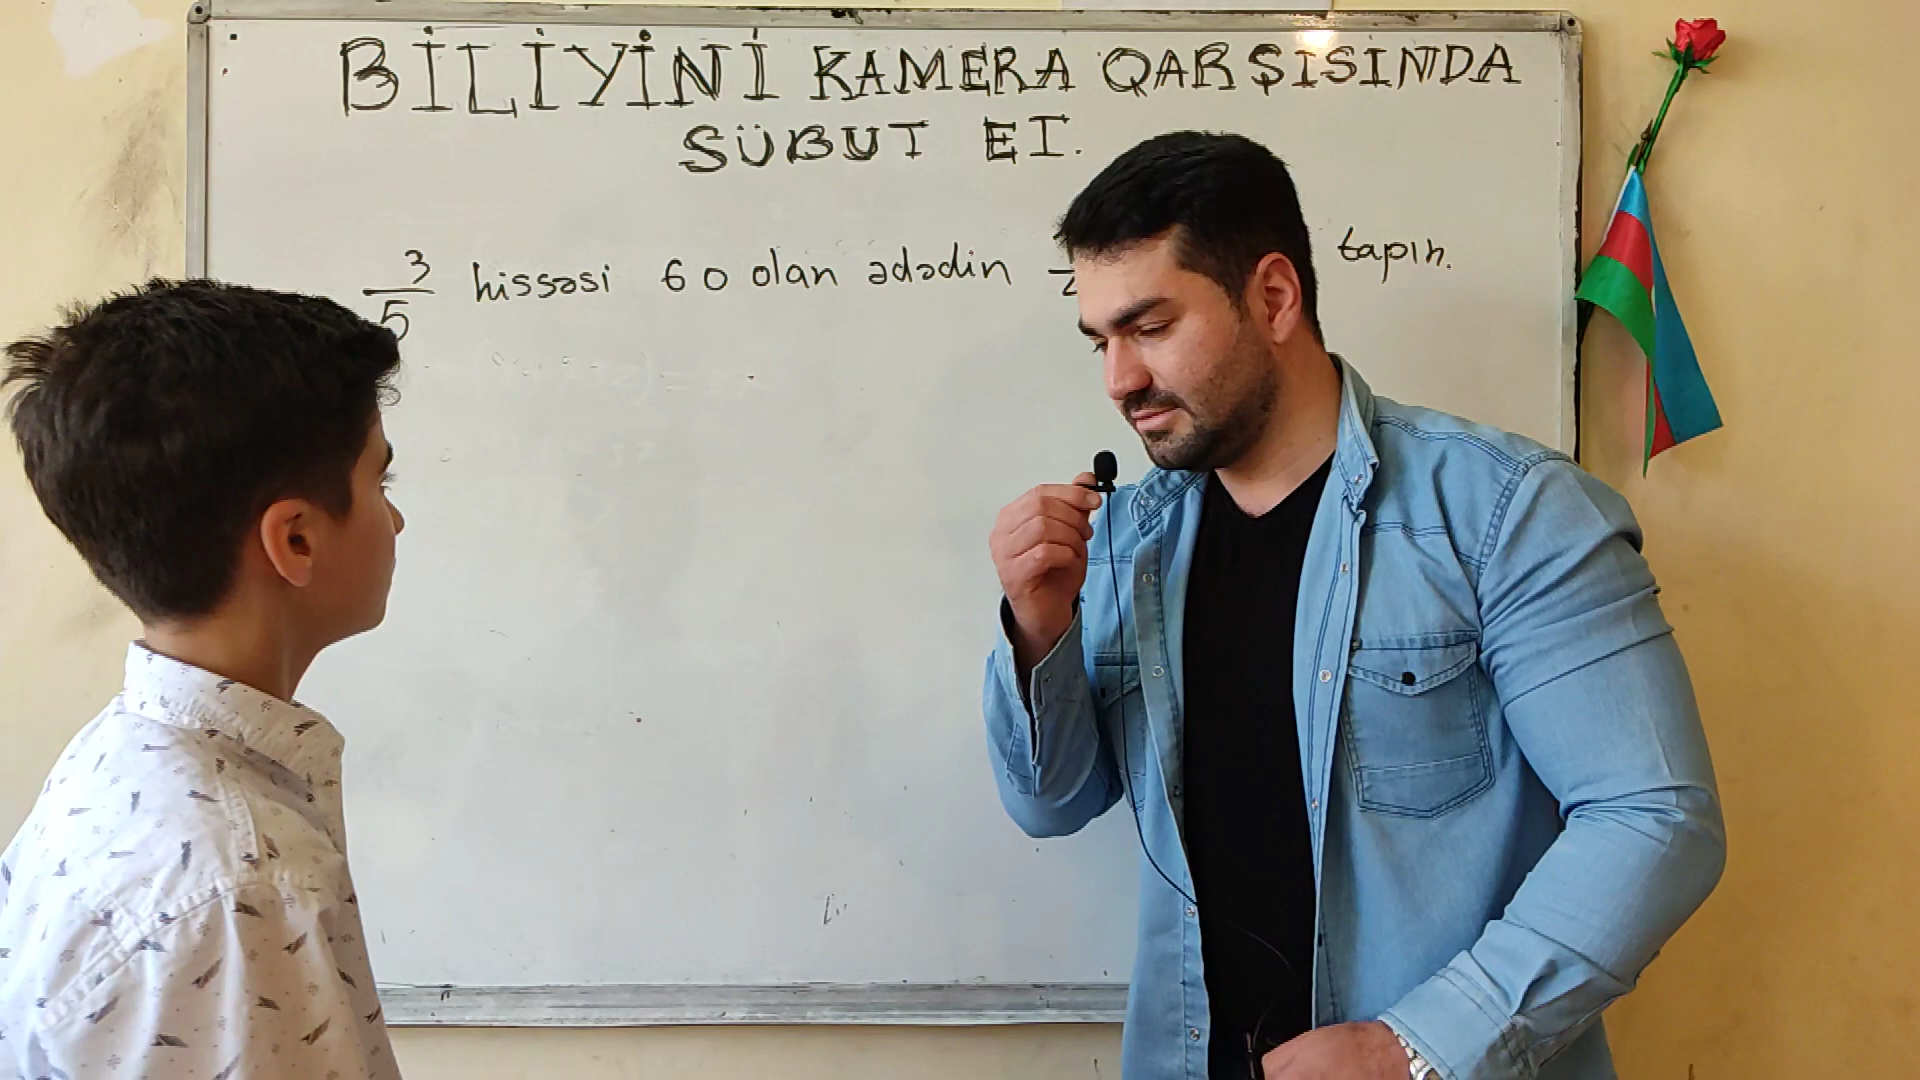 BİLİYİNİ KAMERA QARŞISINDA
SÜBUT ET.
3/5 hissəsi 60 olan ədədin tapın.